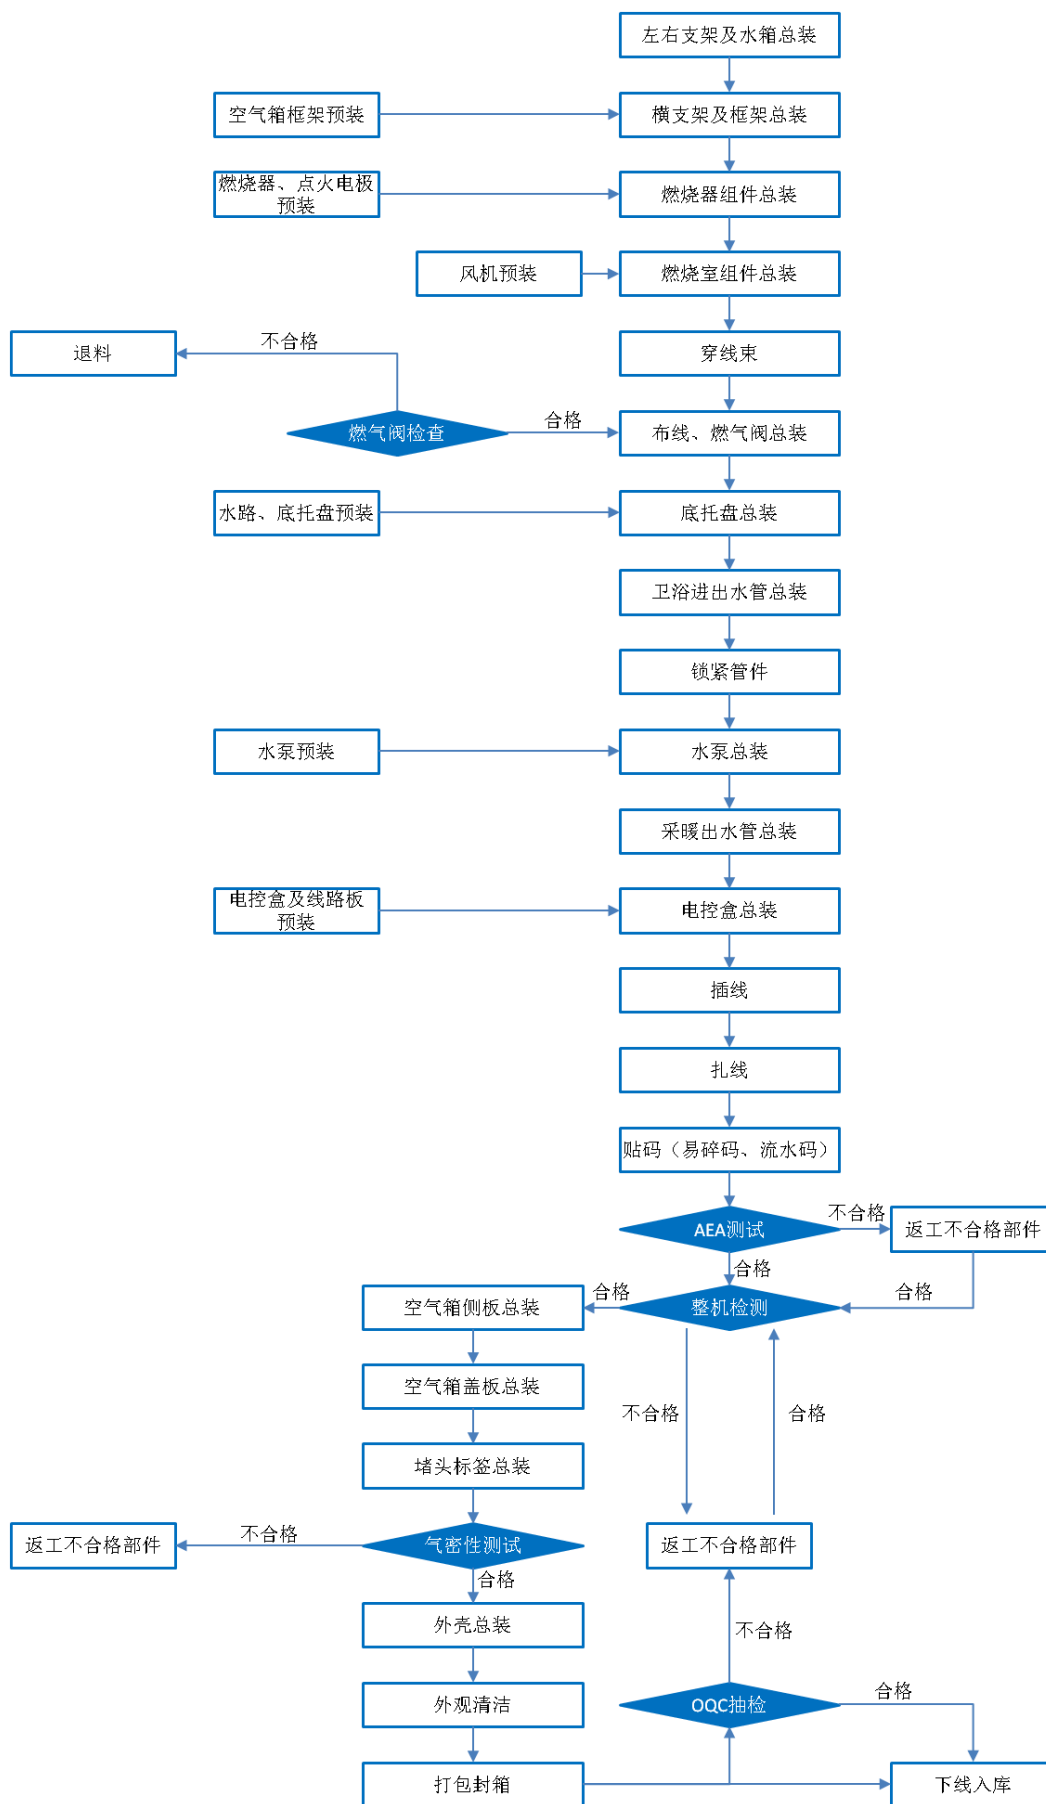 左右支架及水箱总装
空气箱框架预装
横支架及框架总装
燃烧器、点火电极
预装
燃烧器组件总装
风机预装
燃烧室组件总装
退料
不合格
穿线束
燃气阀检查
合格
布线、燃气阀总装
水路、底托盘预装
底托盘总装
卫浴进出水管总装
锁紧管件
水泵预装
水泵总装
采暖出水管总装
电控盒及线路板
预装
电控盒总装
插线
扎线
贴码（易碎码、流水码）
AEA测试
不合格
返工不合格部件
合格
空气箱侧板总装
合格
整机检测
空气箱盖板总装
不合格
合格
堵头标签总装
返工不合格部件
不合格
气密性测试
返工不合格部件
合格
外壳总装
不合格
外观清洁
OQC抽检
合格
打包封箱
下线入库